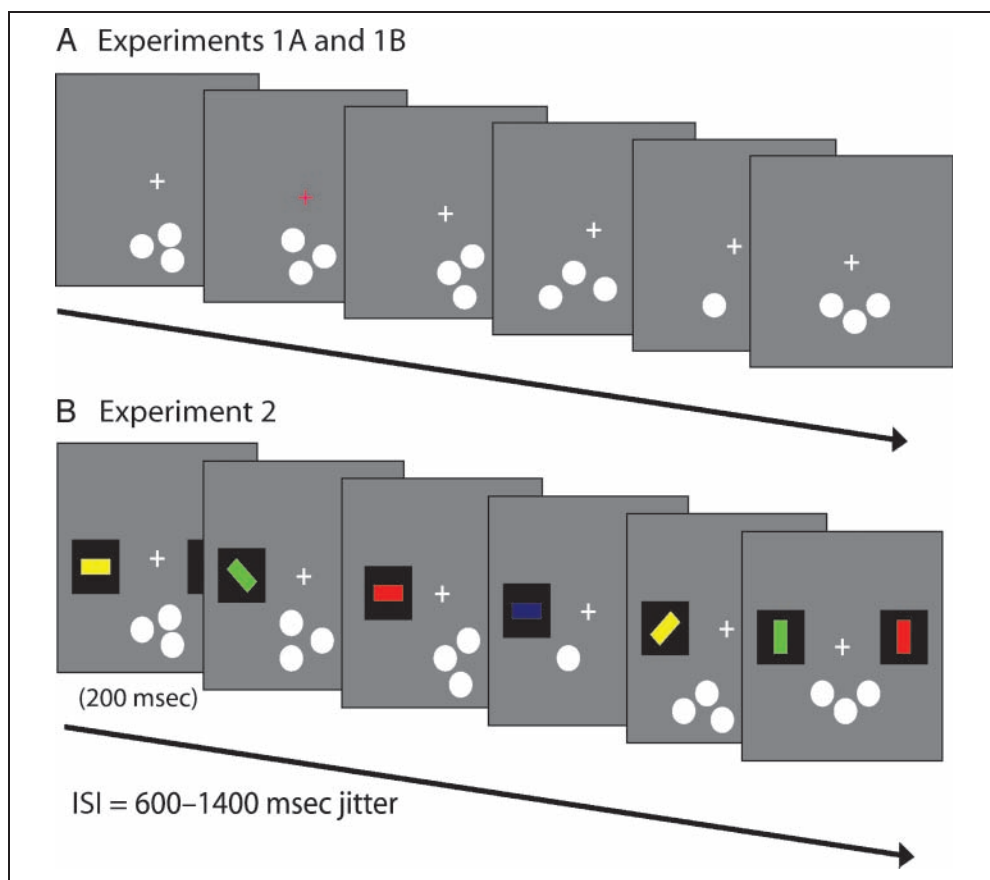 A Experiments 1A and 1B
B Experiment 2
(200 msec)
ISI = 600–1400 msec jitter